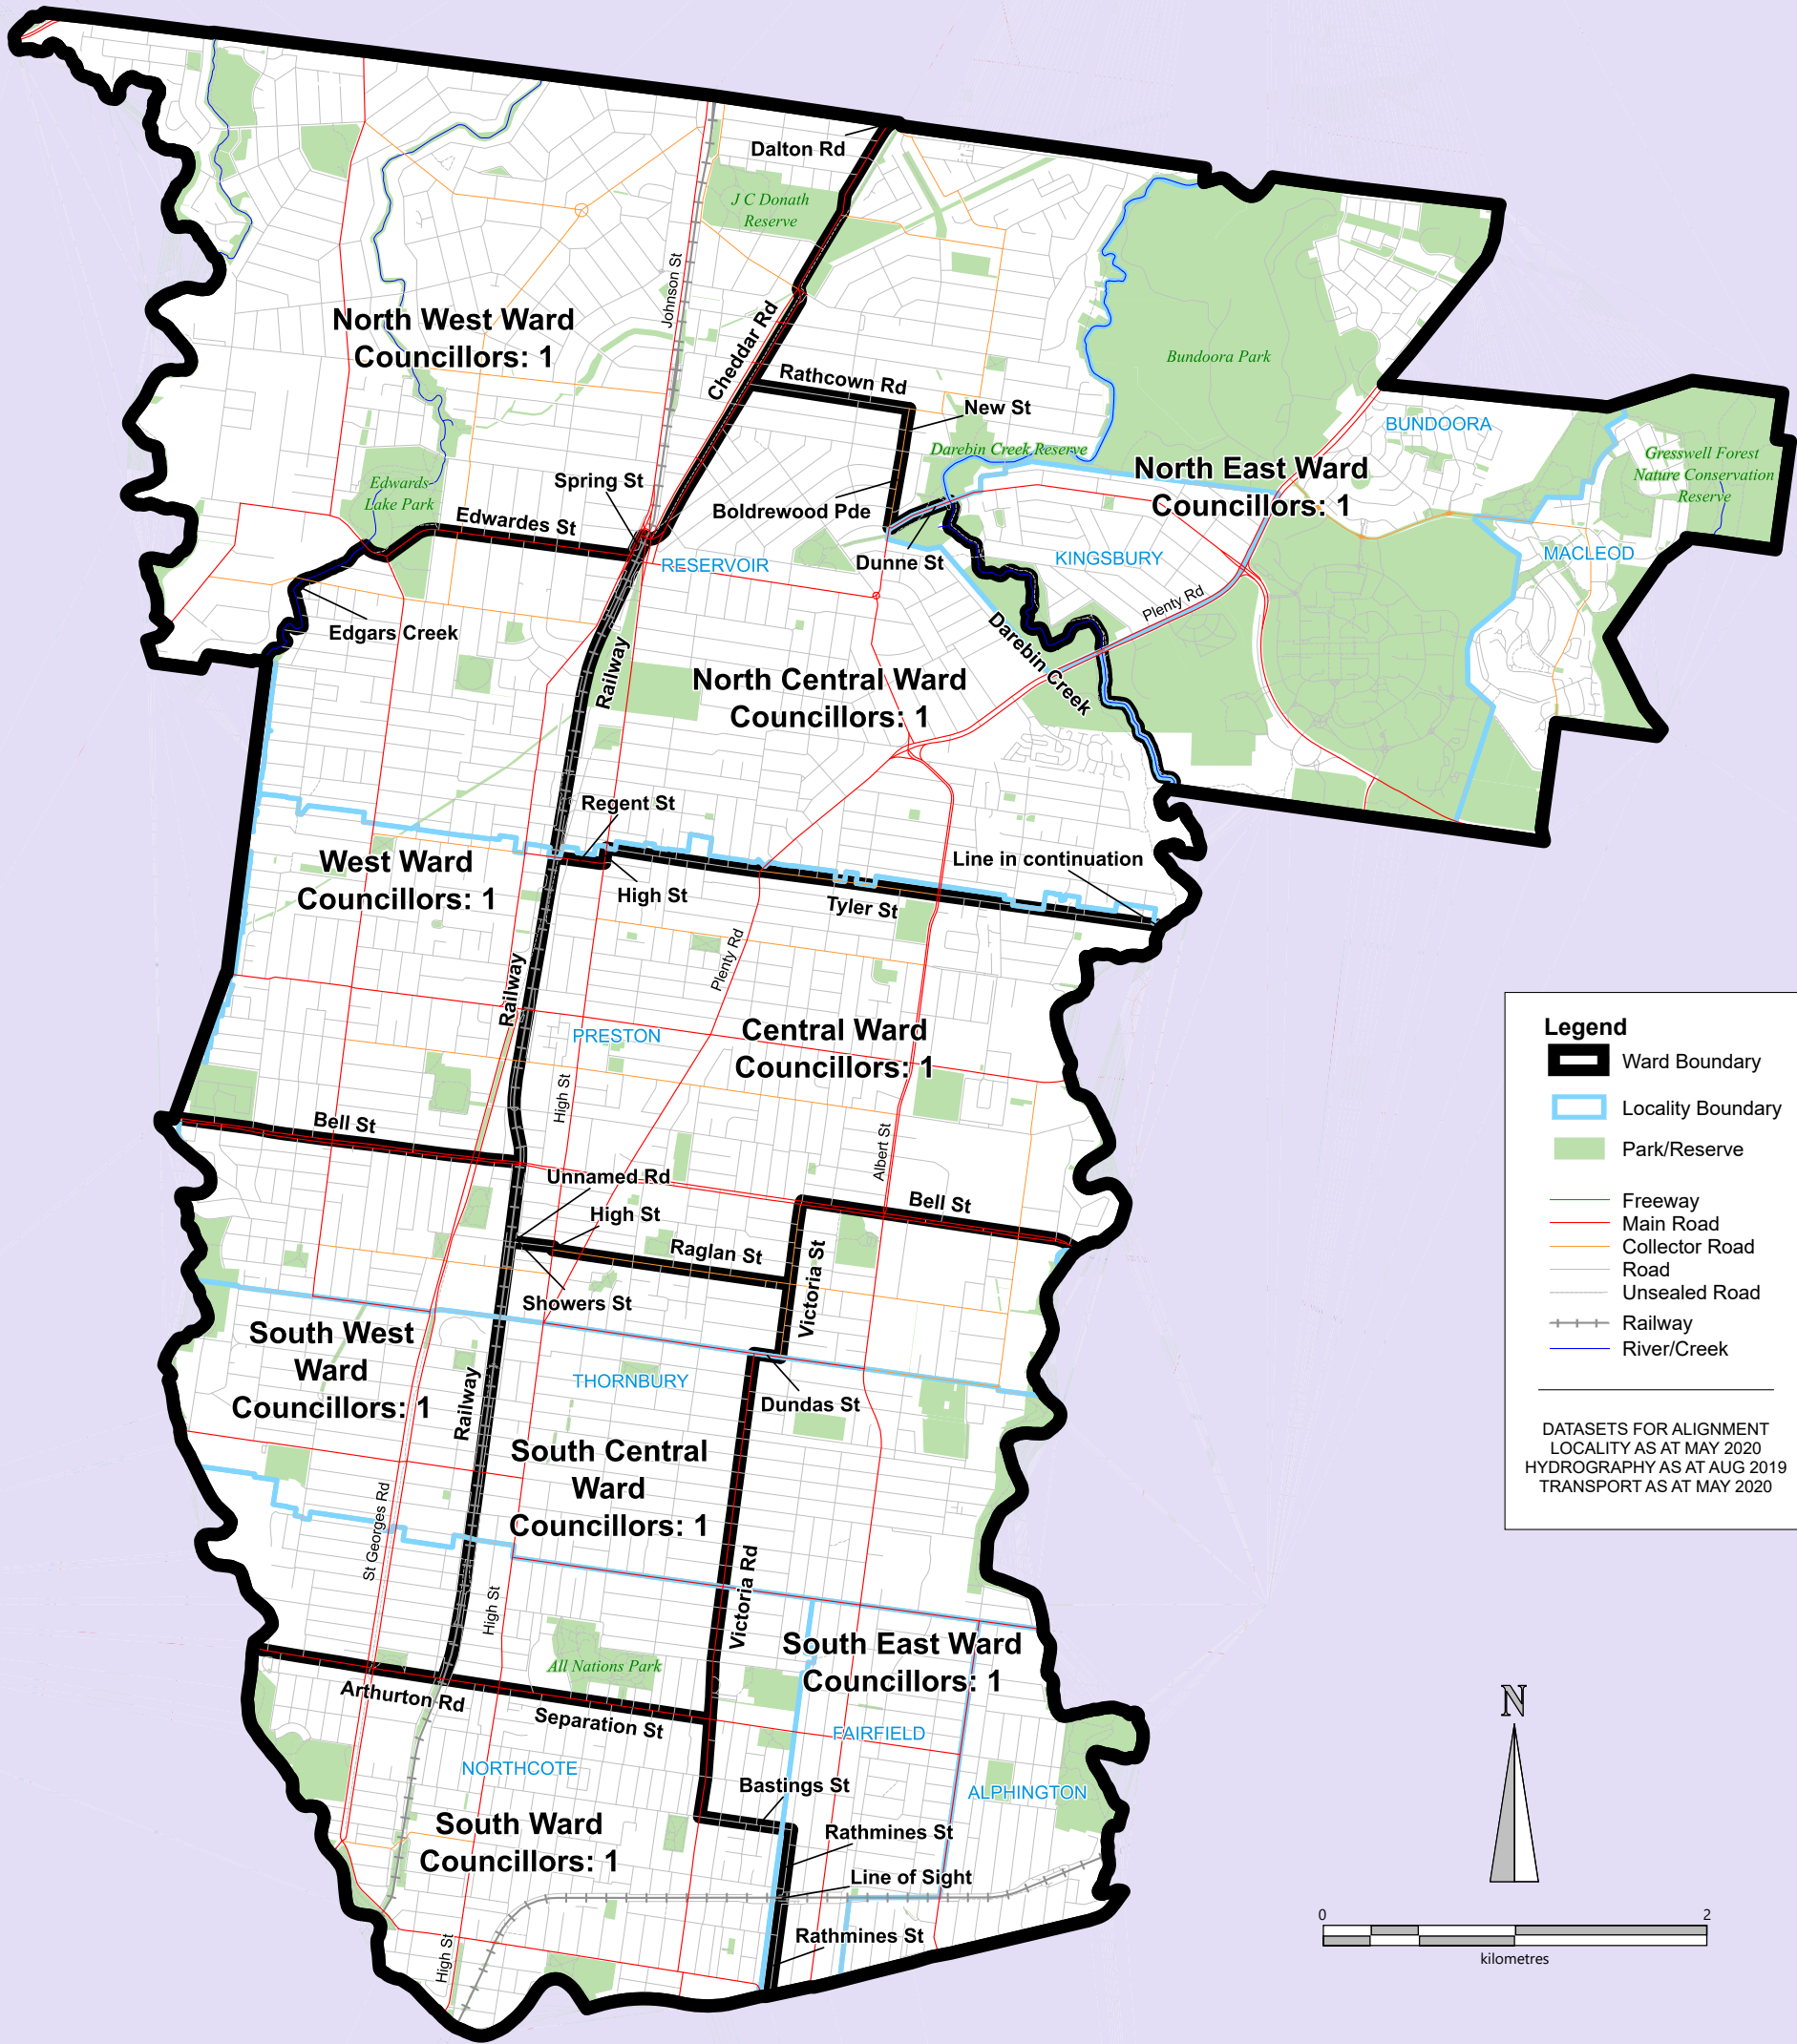 Dalton Rd
J C Donath
Reserve
Johnson St
North West Ward
Councillors: 1
Cheddar Rd
Rathcown Rd
Bundoora Park
New St
BUNDOORA
Darebin Creek Reserve
North East Ward
Councillors: 1
Gresswell Forest
Nature Conservation
Reserve
Edwards
Lake Park
Spring St
Edwardes St
Boldrewood Pde
RESERVOIR
Dunne St
KINGSBURY
MACLEOD
Plenty Rd
Edgars Creek
Railway
Darebin Creek
North Central Ward
Councillors: 1
Regent St
West Ward
Councillors: 1
High St
Line in continuation
Tyler St
Plenty Rd
Railway
PRESTON
Central Ward
Councillors: 1
High St
Bell St
Albert St
Unnamed Rd
High St
Bell St
Raglan St
Victoria St
Showers St
South West
Ward
Councillors: 1
Railway
THORNBURY
Dundas St
South Central
Ward
Councillors: 1
St Georges Rd
High St
Victoria Rd
South East Ward
Councillors: 1
All Nations Park
Arthurton Rd
Separation St
FAIRFIELD
NORTHCOTE
Bastings St
ALPHINGTON
South Ward
Councillors: 1
Rathmines St
Line of Sight
Rathmines St
High St
Legend
Ward Boundary
Locality Boundary
Park/Reserve
Freeway
Main Road
Collector Road
Road
Unsealed Road
Railway
River/Creek
DATASETS FOR ALIGNMENT
LOCALITY AS AT MAY 2020
HYDROGRAPHY AS AT AUG 2019
TRANSPORT AS AT MAY 2020
N
0 2
kilometres